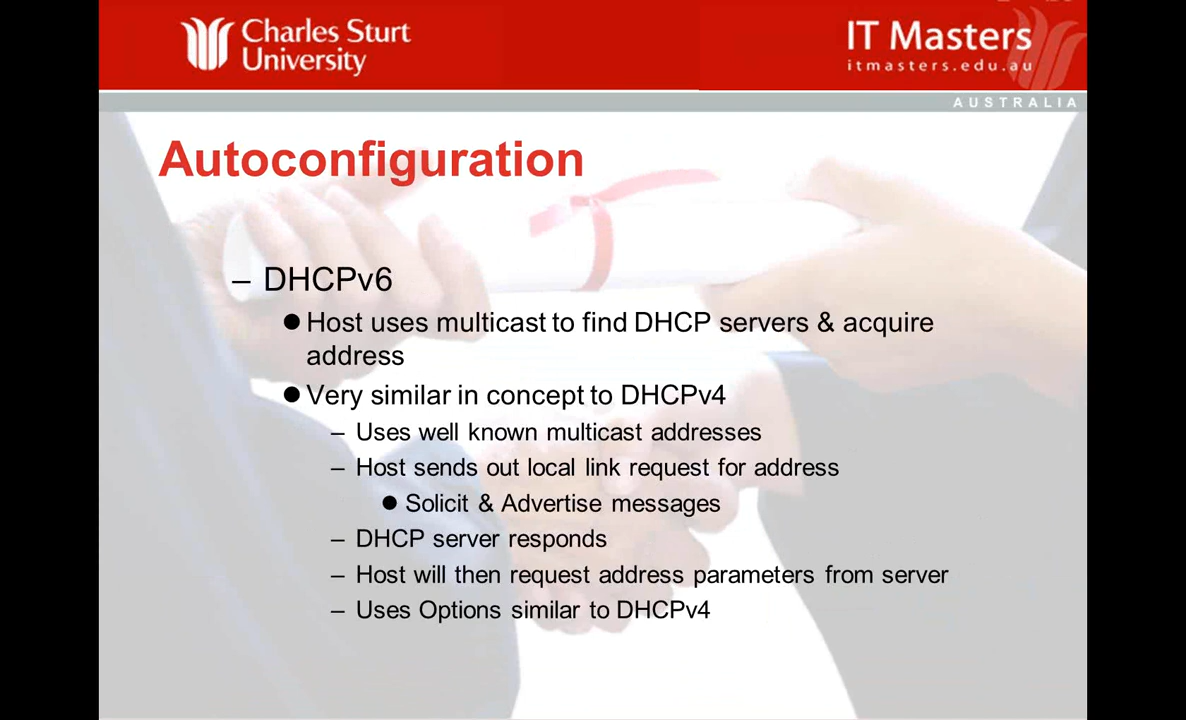 Charles Sturt
University
IT Masters
itmasters.edu.au
AUSTRALIA
Autoconfiguration
– DHCPv6
● Host uses multicast to find DHCP servers & acquire
address
● Very similar in concept to DHCPv4
– Uses well known multicast addresses
– Host sends out local link request for address
● Solicit & Advertise messages
– DHCP server responds
– Host will then request address parameters from server
– Uses Options similar to DHCPv4